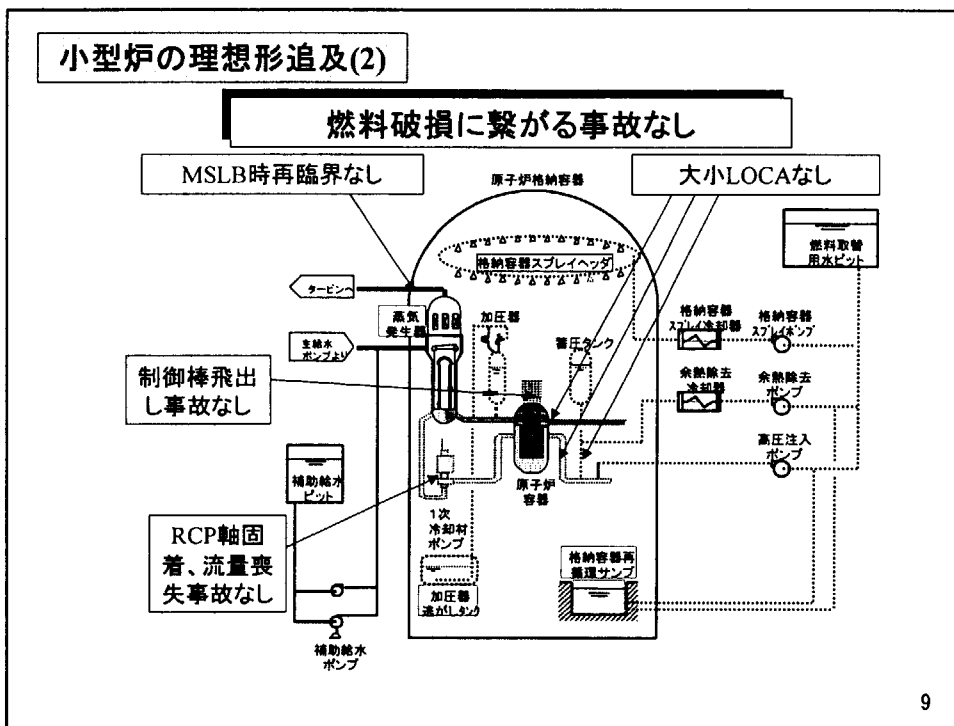 小型炉の理想形追及(2)
燃料破損に繋がる事故なし
MSLB時再臨界なし
大小LOCAなし
原子炉格納容器
燃料取替
用水ピット
格納容器スプレイヘッダ
タービンへ
蒸気
発生器
加圧器
蓄圧タンク
格納容器
スプレイ冷却器
格納容器
スプレイポンプ
主給水
ポンプより
制御棒飛出
し事故なし
余熱除去
冷却器
余熱除去
ポンプ
高圧注入
ポンプ
補助給水
ピット
原子炉
容器
RCP軸固
着、流量喪
失事故なし
1次
冷却材
ポンプ
格納容器再
循環サンプ
加圧器
逃がしタンク
補助給水
ポンプ
9